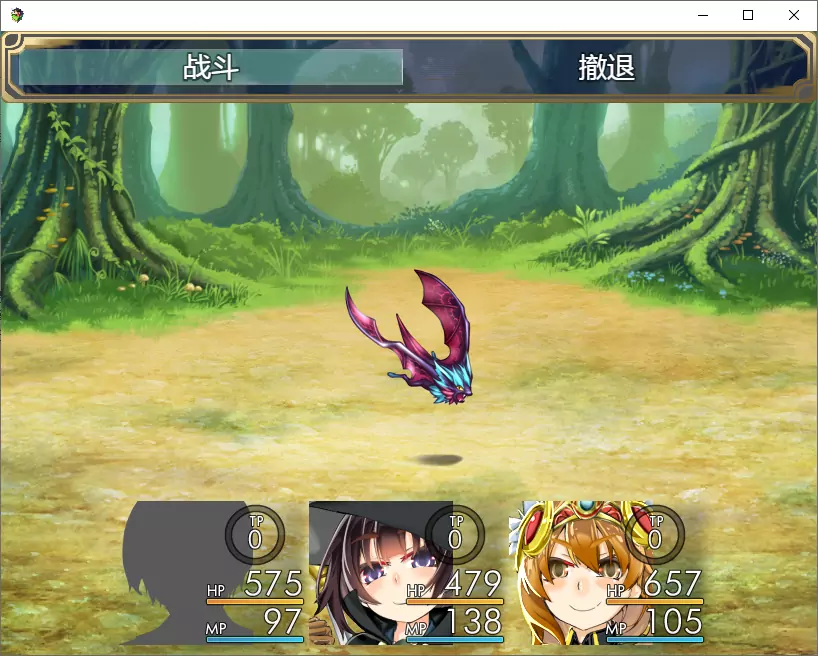 战斗 撤退
TP TP TP
0 0 0
HP 575 HP 479 HP 657
MP 97 MP 138 MP 105